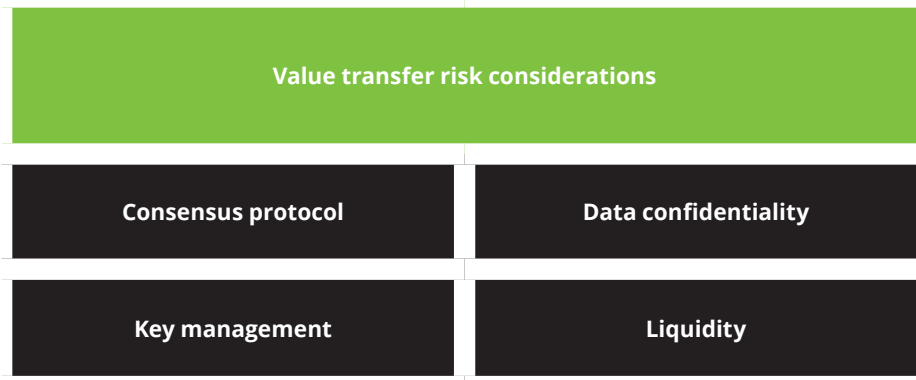 Value transfer risk considerations
Consensus protocol
Data confidentiality
Key management
Liquidity